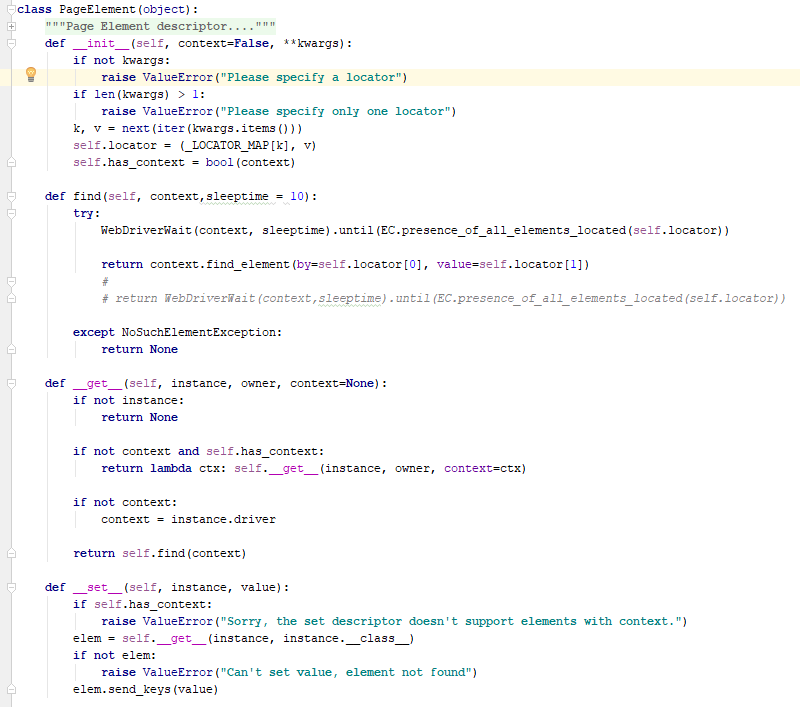 class PageElement(object):
    """Page Element descriptor...."""
    def __init__(self, context=False, **kwargs):
        if not kwargs:
            raise ValueError("Please specify a locator")
        if len(kwargs) > 1:
            raise ValueError("Please specify only one locator")
        k, v = next(iter(kwargs.items()))
        self.locator = (_LOCATOR_MAP[k], v)
        self.has_context = bool(context)

    def find(self, context,sleeptime = 10):
        try:
            WebDriverWait(context, sleeptime).until(EC.presence_of_all_elements_located(self.locator))

            return context.find_element(by=self.locator[0], value=self.locator[1])
            #
            # return WebDriverWait(context,sleeptime).until(EC.presence_of_all_elements_located(self.locator))

        except NoSuchElementException:
            return None

    def __get__(self, instance, owner, context=None):
        if not instance:
            return None

        if not context and self.has_context:
            return lambda ctx: self.__get__(instance, owner, context=ctx)

        if not context:
            context = instance.driver

        return self.find(context)

    def __set__(self, instance, value):
        if self.has_context:
            raise ValueError("Sorry, the set descriptor doesn't support elements with context.")
        elem = self.__get__(instance, instance.__class__)
        if not elem:
            raise ValueError("Can't set value, element not found")
        elem.send_keys(value)